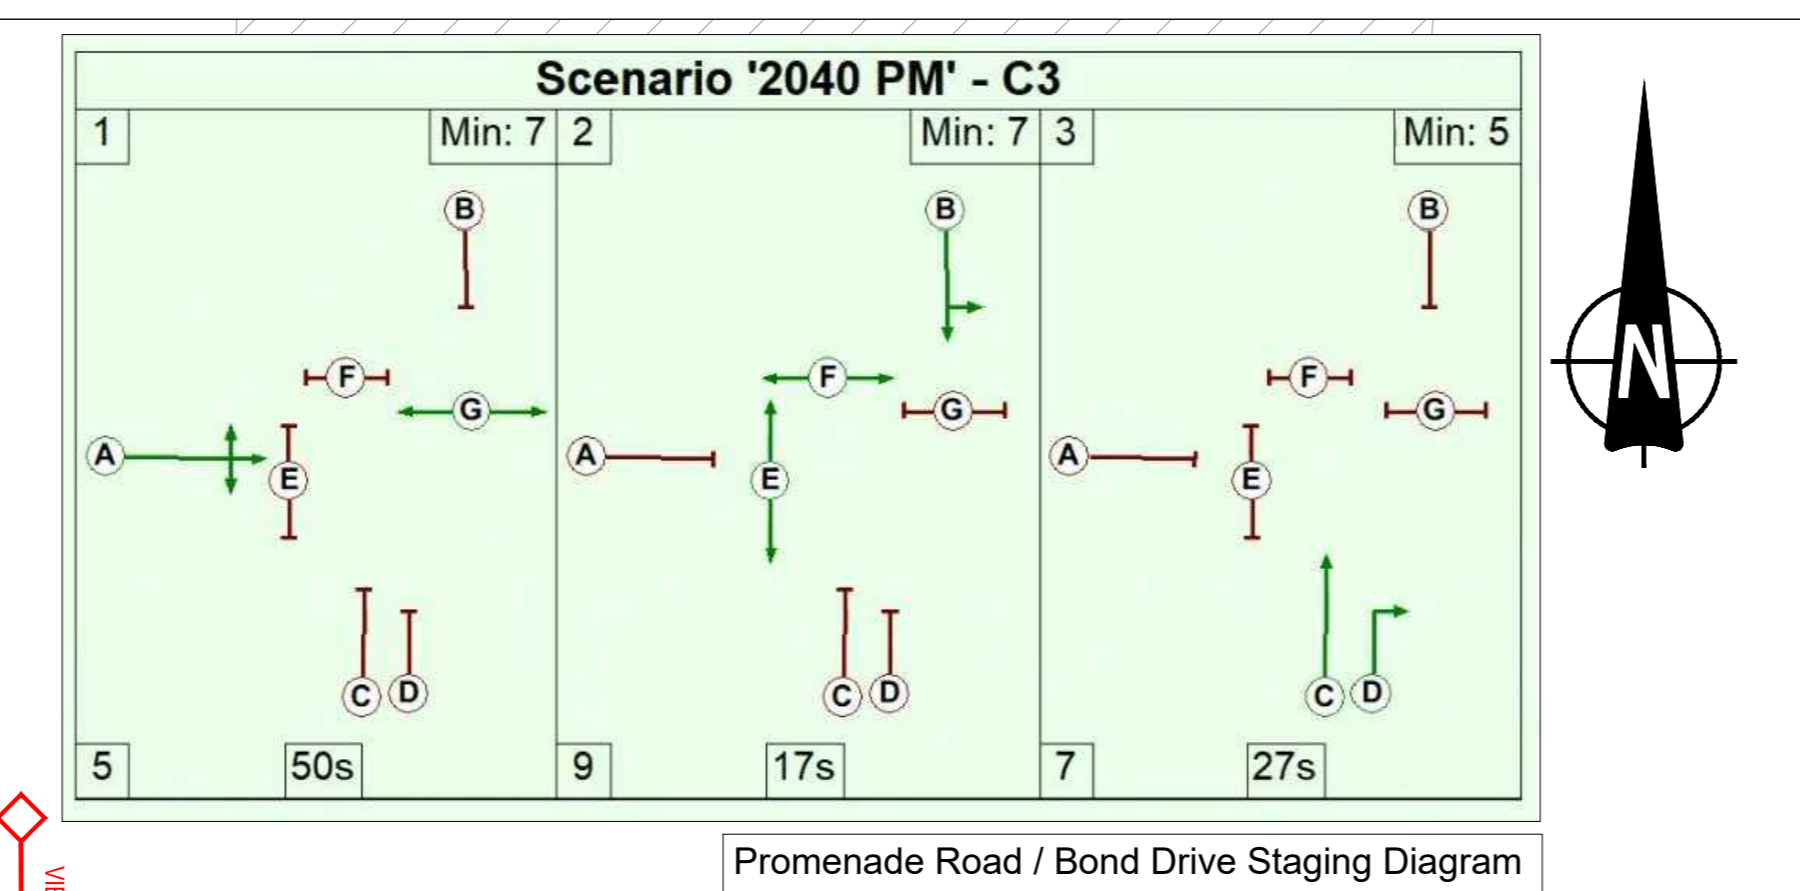 Scenario '2040 PM' - C3
1 Min: 7 2 Min: 7 3 Min: 5
B B B
F F F
G G G
A A A
E E E
C D C D C D
5 50s 9 17s 7 27s
N
Promenade Road / Bond Drive Staging Diagram